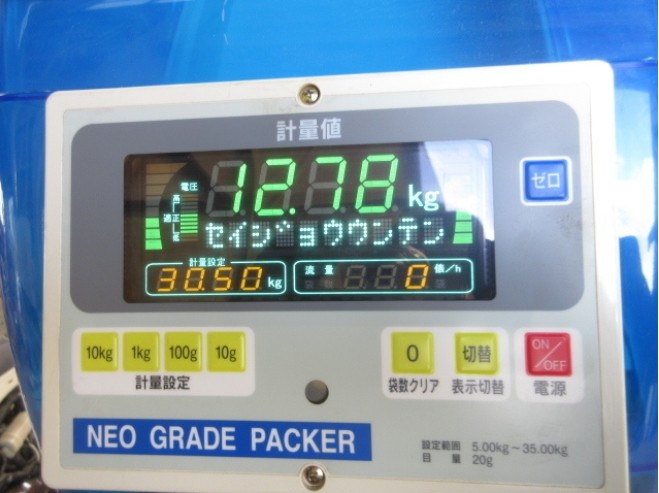 計量値
12.78 kg
電圧
高
適正
低
セイジョウウンテン
計量設定
30.50 kg
流量
0 俵/h
ゼロ
10kg 1kg 100g 10g
計量設定
0
袋数クリア
切替
表示切替
ON/OFF
電源
NEO GRADE PACKER
設定範囲 5.00kg～35.00kg
目量 20g